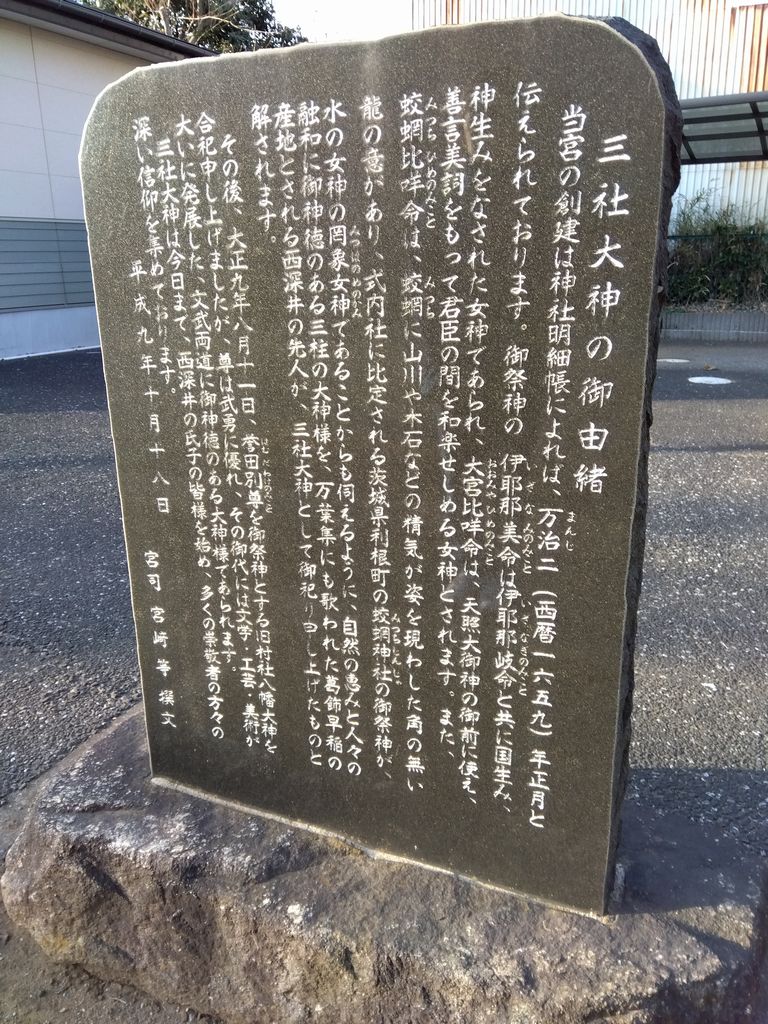 三社大神の御由緒
当宮の創建は神社明細帳によれば、万治二（西暦一六五九）年正月と
伝えられております。御祭神の　伊耶那美命は伊耶那岐命と共に国生み、
神生みをなされた女神であられ、大宮比咩命は、天照大御神の御前に使え、
善言美詞をもって君臣の間を和楽せしめる女神とされます。また、
蛟蝄比咩命は、蛟蝄に山川や木石などの精気が姿を現わした角の無い
龍の意があり、式内社に比定される茨城県利根町の蛟蝄神社の御祭神が、
水の女神の罔象女神であることからも伺えるように、自然の恵みと人々の
融和に御神徳のある三柱の大神様を、万葉集にも歌われた葛飾早稲の
産地とされる西深井の先人が、三社大神として御祀り申し上げたものと
解されます。
その後、大正九年八月十一日、誉田別尊を御祭神とする旧村社八幡大神を
合祀申し上げましたが、尊は武勇に優れ、その御代には文学・工芸・美術が
大いに発展した、文武両道に御神徳のある大神様であられます。
三社大神は今日まで、西深井の氏子の皆様を始め、多くの崇敬者の方々の
深い信仰を集めております。
平成九年十月十八日　宮司　宮﨑　等　撰文